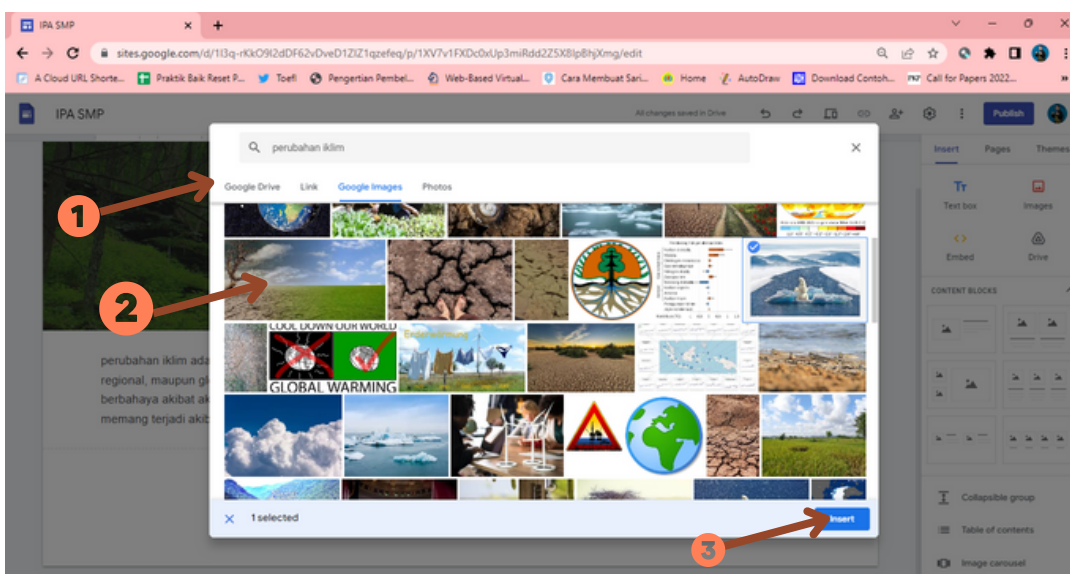 IPA SMP
sites.google.com/d/1I3q-rKkO9I2dDF62vDveD1ZIZ1qzefeq/p/1XV7v1FXDc0xUp3miRdd2Z5X8IpBhjXmg/edit
A Cloud URL Shorte... Praktik Baik Reset P... Toefl Pengertian Pembel... Web-Based Virtual... Cara Membuat Sari... Home AutoDraw Download Contoh... Call for Papers 2022...
IPA SMP All changes saved in Drive Publish
perubahan iklim
Insert Pages Themes
Google Drive Link Google Images Photos
1
Text box Images
2
Embed Drive
CONTENT BLOCKS
COOL DOWN OUR WORLD
GLOBAL WARMING
perubahan iklim ada
regional, maupun gl
berbahaya akibat ak
memang terjadi akib
Collapsible group
1 selected Insert
3
Table of contents
Image carousel